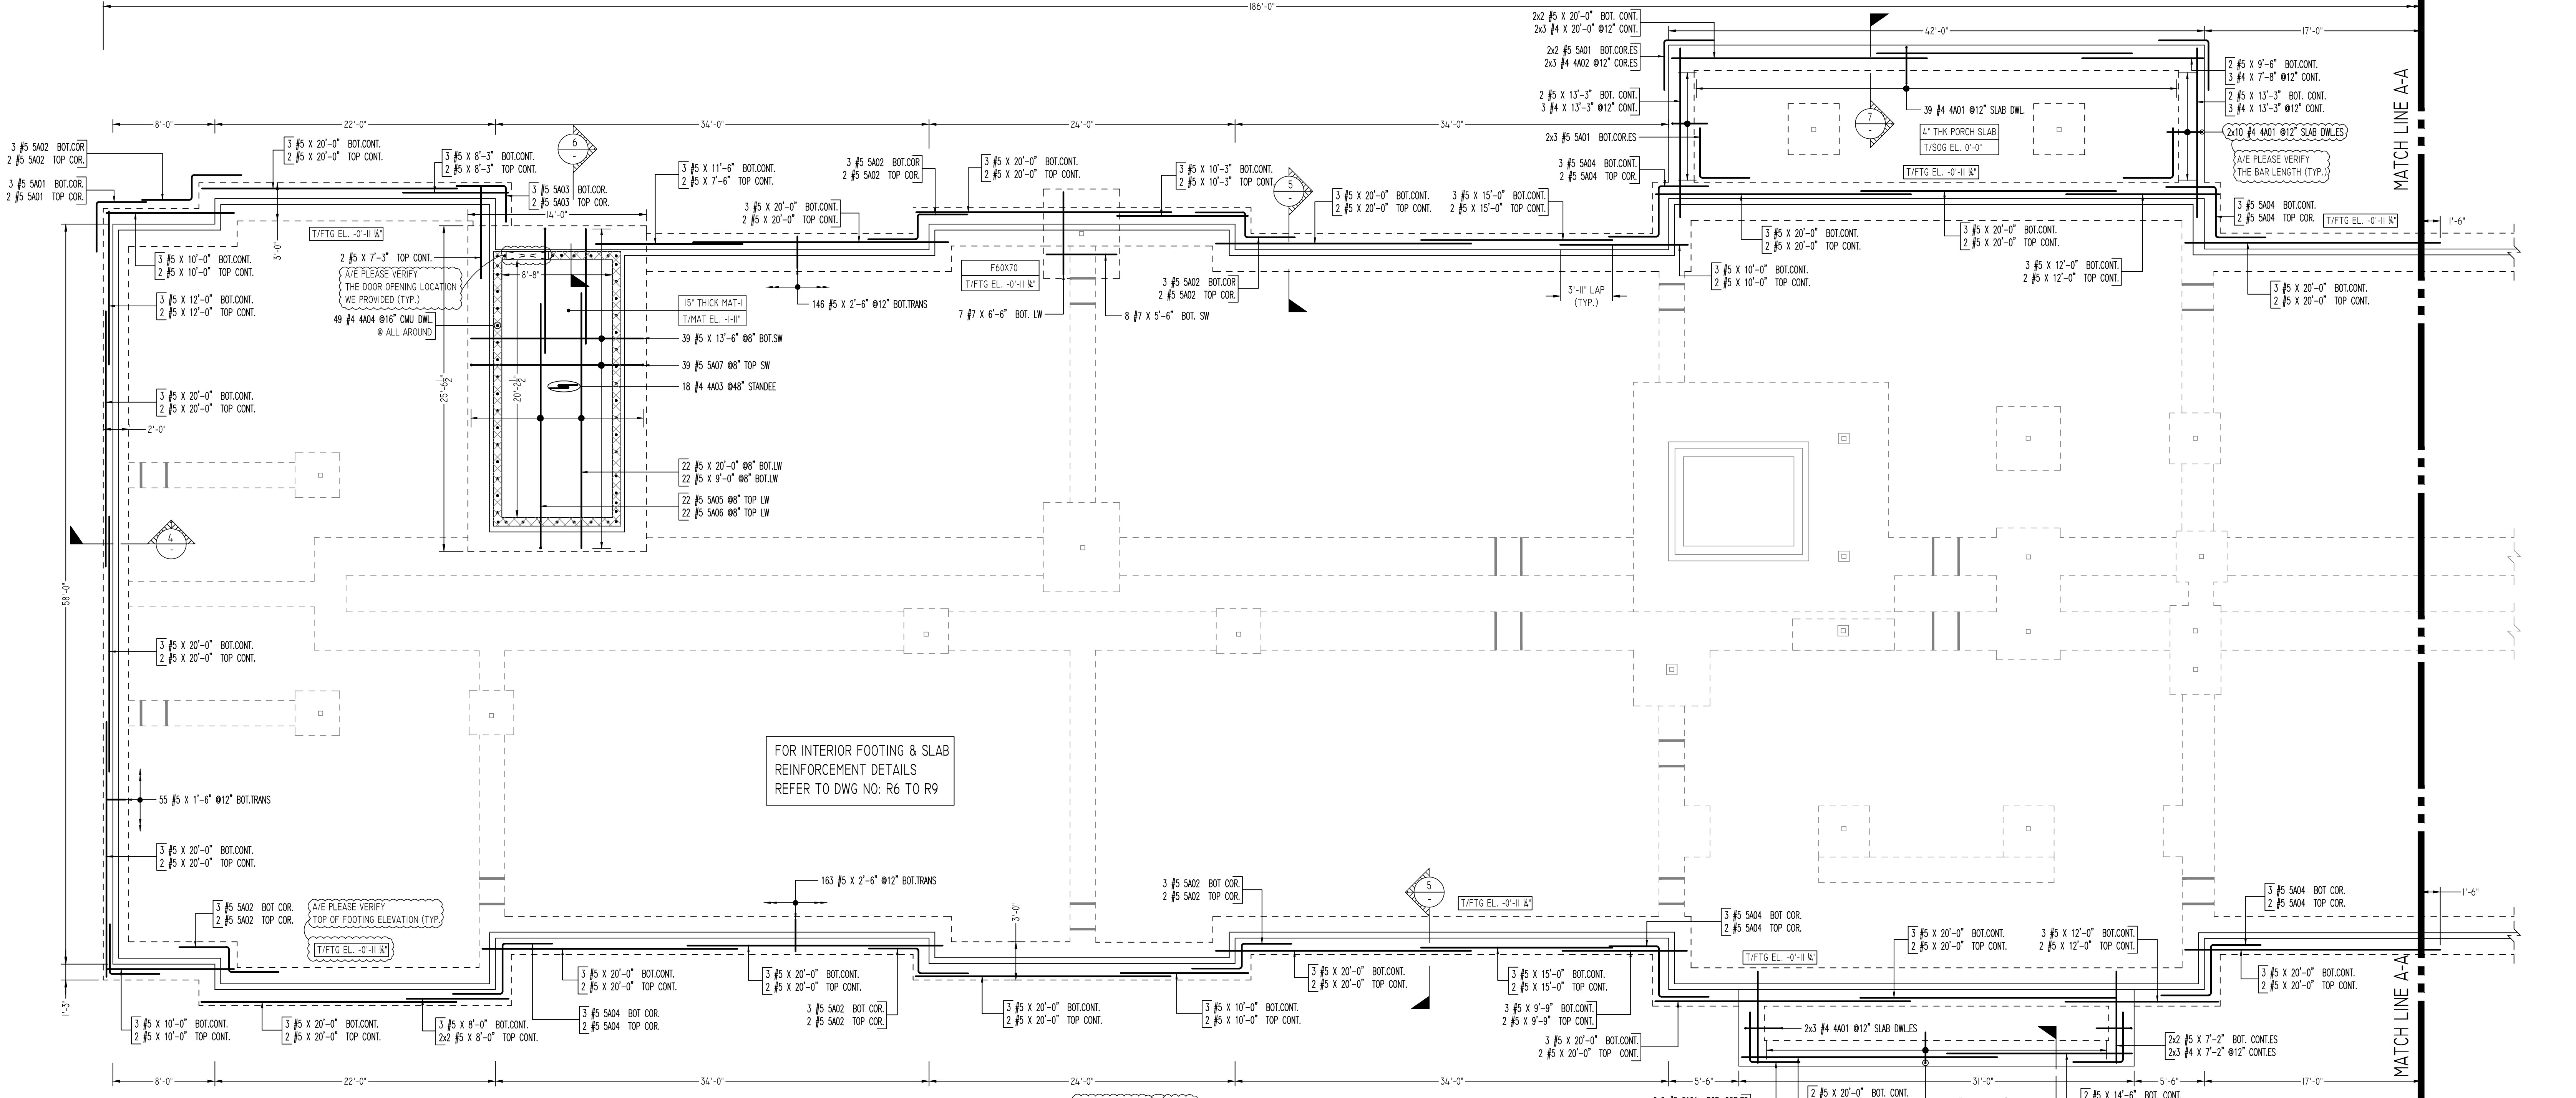 186'-0"
2x2 #5 X 20'-0" BOT. CONT.
2x3 #4 X 20'-0" @12" CONT.
42'-0"
17'-0"
2x2 #5 5A01 BOT.COR.ES
2x3 #4 4A02 @12" COR.ES
2 #5 X 9'-6" BOT. CONT.
3 #4 X 7'-8" @12" CONT.
2 #5 X 13'-3" BOT. CONT.
3 #4 X 13'-3" @12" CONT.
2 #5 X 13'-3" BOT. CONT.
3 #4 X 13'-3" @12" CONT.
MATCH LINE A-A
39 #4 4A01 @12" SLAB DWL.
7
-
4" THK PORCH SLAB
T/SOG EL. 0'-0"
T/FTG EL. -0'-11 ¼"
2x10 #4 4A01 @12" SLAB DWL.ES
A/E PLEASE VERIFY
THE BAR LENGTH (TYP.)
2x3 #5 5A01 BOT.COR.ES
8'-0"
22'-0"
34'-0"
24'-0"
34'-0"
3 #5 5A02 BOT.COR
2 #5 5A02 TOP COR.
3 #5 X 20'-0" BOT.CONT.
2 #5 X 20'-0" TOP CONT.
3 #5 X 8'-3" BOT.CONT.
2 #5 X 8'-3" TOP CONT.
6
-
3 #5 X 11'-6" BOT.CONT.
2 #5 X 7'-6" TOP CONT.
3 #5 5A02 BOT.COR
2 #5 5A02 TOP COR.
3 #5 X 20'-0" BOT.CONT.
2 #5 X 20'-0" TOP CONT.
3 #5 X 10'-3" BOT.CONT.
2 #5 X 10'-3" TOP CONT.
5
-
3 #5 5A04 BOT.CONT.
2 #5 5A04 TOP COR.
3 #5 5A01 BOT.COR.
2 #5 5A01 TOP COR.
3 #5 5A03 BOT.COR.
2 #5 5A03 TOP COR.
14'-0"
3 #5 X 20'-0" BOT.CONT.
2 #5 X 20'-0" TOP CONT.
3 #5 X 20'-0" BOT.CONT.
2 #5 X 20'-0" TOP CONT.
3 #5 X 15'-0" BOT.CONT.
2 #5 X 15'-0" TOP CONT.
3 #5 5A04 BOT.CONT.
2 #5 5A04 TOP COR.
T/FTG EL. -0'-11 ¼"
1'-6"
T/FTG EL. -0'-11 ¼"
3'-0"
3 #5 X 10'-0" BOT.CONT.
2 #5 X 10'-0" TOP CONT.
2 #5 X 7'-3" TOP CONT.
A/E PLEASE VERIFY
THE DOOR OPENING LOCATION
WE PROVIDED (TYP.)
8'-8"
F60X70
T/FTG EL. -0'-11 ¼"
3 #5 X 20'-0" BOT.CONT.
2 #5 X 20'-0" TOP CONT.
3 #5 X 20'-0" BOT.CONT.
2 #5 X 20'-0" TOP CONT.
3 #5 X 10'-0" BOT.CONT.
2 #5 X 10'-0" TOP CONT.
3 #5 X 12'-0" BOT.CONT.
2 #5 X 12'-0" TOP CONT.
3 #5 X 20'-0" BOT.CONT.
2 #5 X 20'-0" TOP CONT.
3 #5 5A02 BOT.COR
2 #5 5A02 TOP COR.
3'-11" LAP
(TYP.)
3 #5 X 12'-0" BOT.CONT.
2 #5 X 12'-0" TOP CONT.
49 #4 4A04 @16" CMU DWL.
@ ALL AROUND
15" THICK MAT-1
T/MAT EL. -1'-11"
146 #5 X 2'-6" @12" BOT.TRANS
7 #7 X 6'-6" BOT. LW
8 #7 X 5'-6" BOT. SW
39 #5 X 13'-6" @8" BOT.SW
39 #5 5A07 @8" TOP SW
18 #4 4A03 @48" STANDEE
25'-6½"
20'-2½"
3 #5 X 20'-0" BOT.CONT.
2 #5 X 20'-0" TOP CONT.
2'-0"
22 #5 X 20'-0" @8" BOT.LW
22 #5 X 9'-0" @8" BOT.LW
22 #5 5A05 @8" TOP LW
22 #5 5A06 @8" TOP LW
4
-
58'-0"
3 #5 X 20'-0" BOT.CONT.
2 #5 X 20'-0" TOP CONT.
FOR INTERIOR FOOTING & SLAB
REINFORCEMENT DETAILS
REFER TO DWG NO: R6 TO R9
55 #5 X 1'-6" @12" BOT.TRANS
3 #5 X 20'-0" BOT.CONT.
2 #5 X 20'-0" TOP CONT.
163 #5 X 2'-6" @12" BOT.TRANS
3 #5 5A02 BOT COR.
2 #5 5A02 TOP COR.
5
-
T/FTG EL. -0'-11 ¼"
3 #5 5A04 BOT COR.
2 #5 5A04 TOP COR.
1'-6"
3 #5 5A02 BOT COR.
2 #5 5A02 TOP COR.
A/E PLEASE VERIFY
TOP OF FOOTING ELEVATION (TYP.
T/FTG EL. -0'-11 ¼"
3'-0"
3 #5 5A04 BOT COR.
2 #5 5A04 TOP COR.
T/FTG EL. -0'-11 ¼"
3 #5 X 20'-0" BOT.CONT.
2 #5 X 20'-0" TOP CONT.
3 #5 X 12'-0" BOT.CONT.
2 #5 X 12'-0" TOP CONT.
1'-3"
3 #5 X 20'-0" BOT.CONT.
2 #5 X 20'-0" TOP CONT.
3 #5 X 20'-0" BOT.CONT.
2 #5 X 20'-0" TOP CONT.
3 #5 X 20'-0" BOT.CONT.
2 #5 X 20'-0" TOP CONT.
3 #5 X 15'-0" BOT.CONT.
2 #5 X 15'-0" TOP CONT.
3 #5 X 20'-0" BOT.CONT.
2 #5 X 20'-0" TOP CONT.
MATCH LINE A-A
3 #5 X 10'-0" BOT.CONT.
2 #5 X 10'-0" TOP CONT.
3 #5 X 20'-0" BOT.CONT.
2 #5 X 20'-0" TOP CONT.
3 #5 X 8'-0" BOT.CONT.
2x2 #5 X 8'-0" TOP CONT.
3 #5 5A04 BOT COR.
2 #5 5A04 TOP COR.
3 #5 5A02 BOT COR.
2 #5 5A02 TOP COR.
3 #5 X 20'-0" BOT.CONT.
2 #5 X 20'-0" TOP CONT.
3 #5 X 10'-0" BOT.CONT.
2 #5 X 10'-0" TOP CONT.
3 #5 X 9'-9" BOT.CONT.
2 #5 X 9'-9" TOP CONT.
3 #5 X 20'-0" BOT.CONT.
2 #5 X 20'-0" TOP CONT.
2x3 #4 4A01 @12" SLAB DWL.ES
2x2 #5 X 7'-2" BOT. CONT.ES
2x3 #4 X 7'-2" @12" CONT.ES
8'-0"
22'-0"
34'-0"
24'-0"
34'-0"
5'-6"
31'-0"
5'-6"
17'-0"
2 #5 X 20'-0" BOT. CONT.
2 #5 X 14'-6" BOT. CONT.